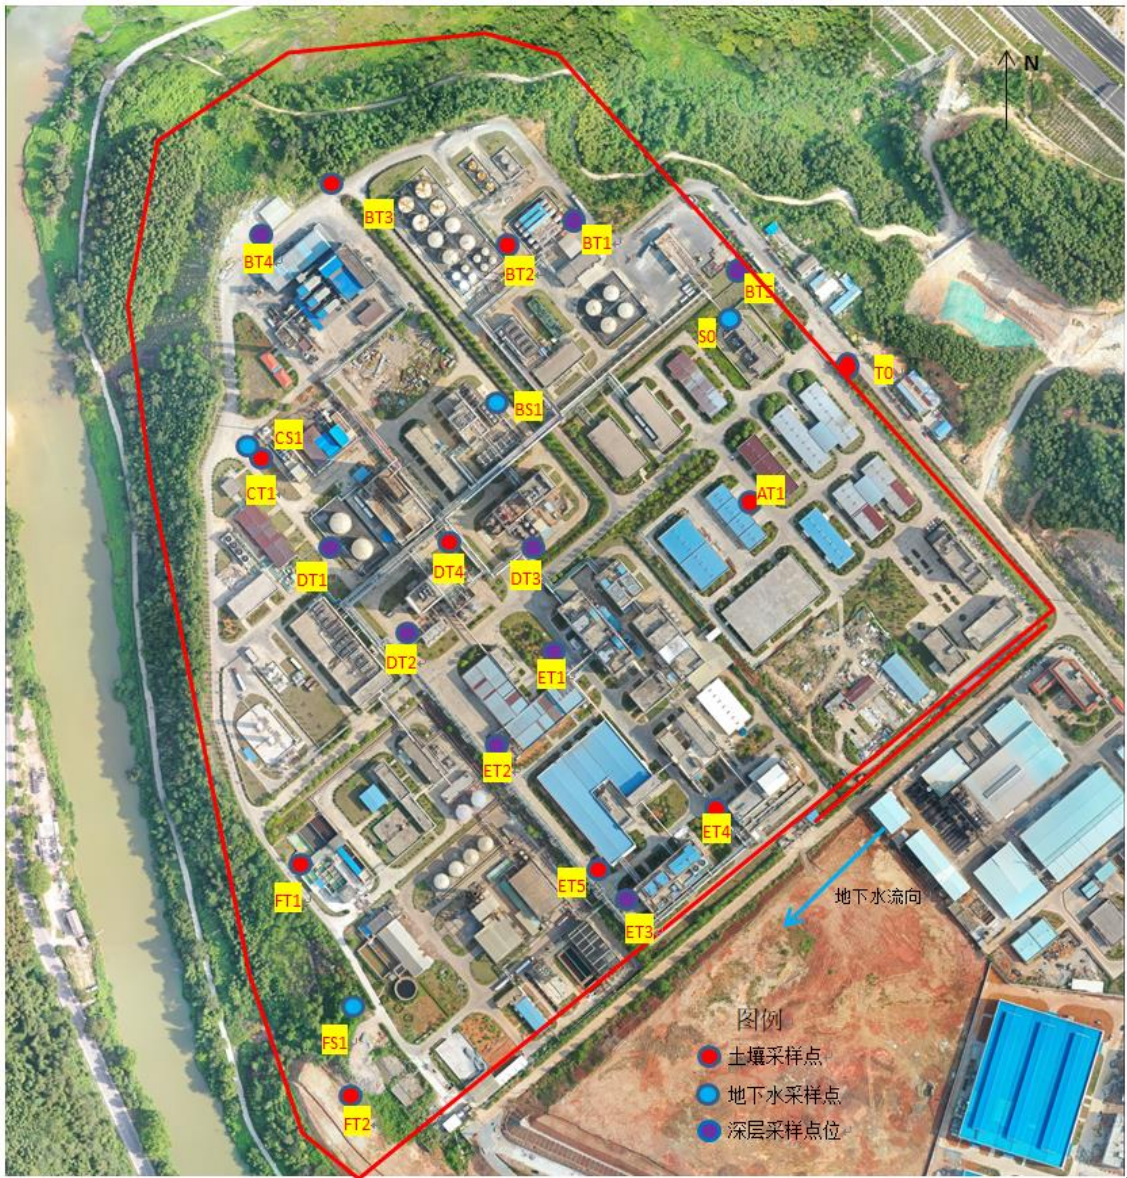 N
BT3
BT1
BT2
BT4
BT5
S0
T0
BS1
CS1
CT1
AT1
DT4
DT3
DT1
DT2
ET1
ET2
ET4
ET5
FT1
地下水流向
ET3
图例
FS1
土壤采样点
地下水采样点
FT2
深层采样点位